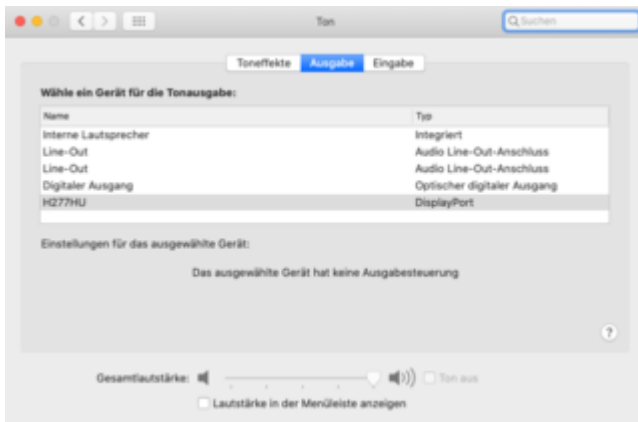 Ton
Suchen
Toneffekte Ausgabe Eingabe
Wähle ein Gerät für die Tonausgabe:
Name Typ
Interne Lautsprecher Integriert
Line-Out Audio Line-Out-Anschluss
Line-Out Audio Line-Out-Anschluss
Digitaler Ausgang Optischer digitaler Ausgang
H277HU DisplayPort
Einstellungen für das ausgewählte Gerät:
Das ausgewählte Gerät hat keine Ausgabesteuerung
?
Gesamtlautstärke: Ton aus
Lautstärke in der Menüleiste anzeigen